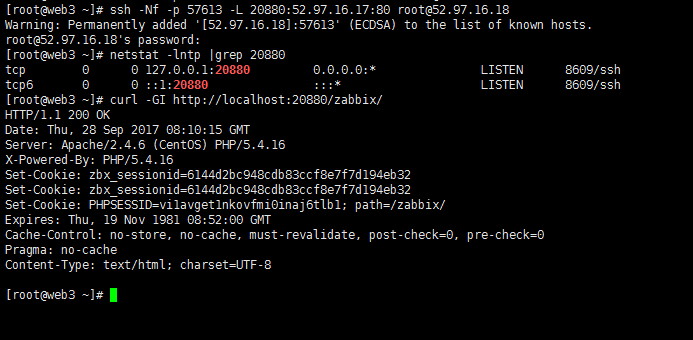 [root@web3 ~]# ssh -Nf -p 57613 -L 20880:52.97.16.17:80 root@52.97.16.18
Warning: Permanently added '[52.97.16.18]:57613' (ECDSA) to the list of known hosts.
root@52.97.16.18's password:
[root@web3 ~]# netstat -lntp |grep 20880
tcp        0      0 127.0.0.1:20880         0.0.0.0:*               LISTEN      8609/ssh
tcp6       0      0 ::1:20880               :::*                    LISTEN      8609/ssh
[root@web3 ~]# curl -GI http://localhost:20880/zabbix/
HTTP/1.1 200 OK
Date: Thu, 28 Sep 2017 08:10:15 GMT
Server: Apache/2.4.6 (CentOS) PHP/5.4.16
X-Powered-By: PHP/5.4.16
Set-Cookie: zbx_sessionid=6144d2bc948cdb83ccf8e7f7d194eb32
Set-Cookie: zbx_sessionid=6144d2bc948cdb83ccf8e7f7d194eb32
Set-Cookie: PHPSESSID=vi1avget1nkovfmi0inaj6tlb1; path=/zabbix/
Expires: Thu, 19 Nov 1981 08:52:00 GMT
Cache-Control: no-store, no-cache, must-revalidate, post-check=0, pre-check=0
Pragma: no-cache
Content-Type: text/html; charset=UTF-8
[root@web3 ~]#